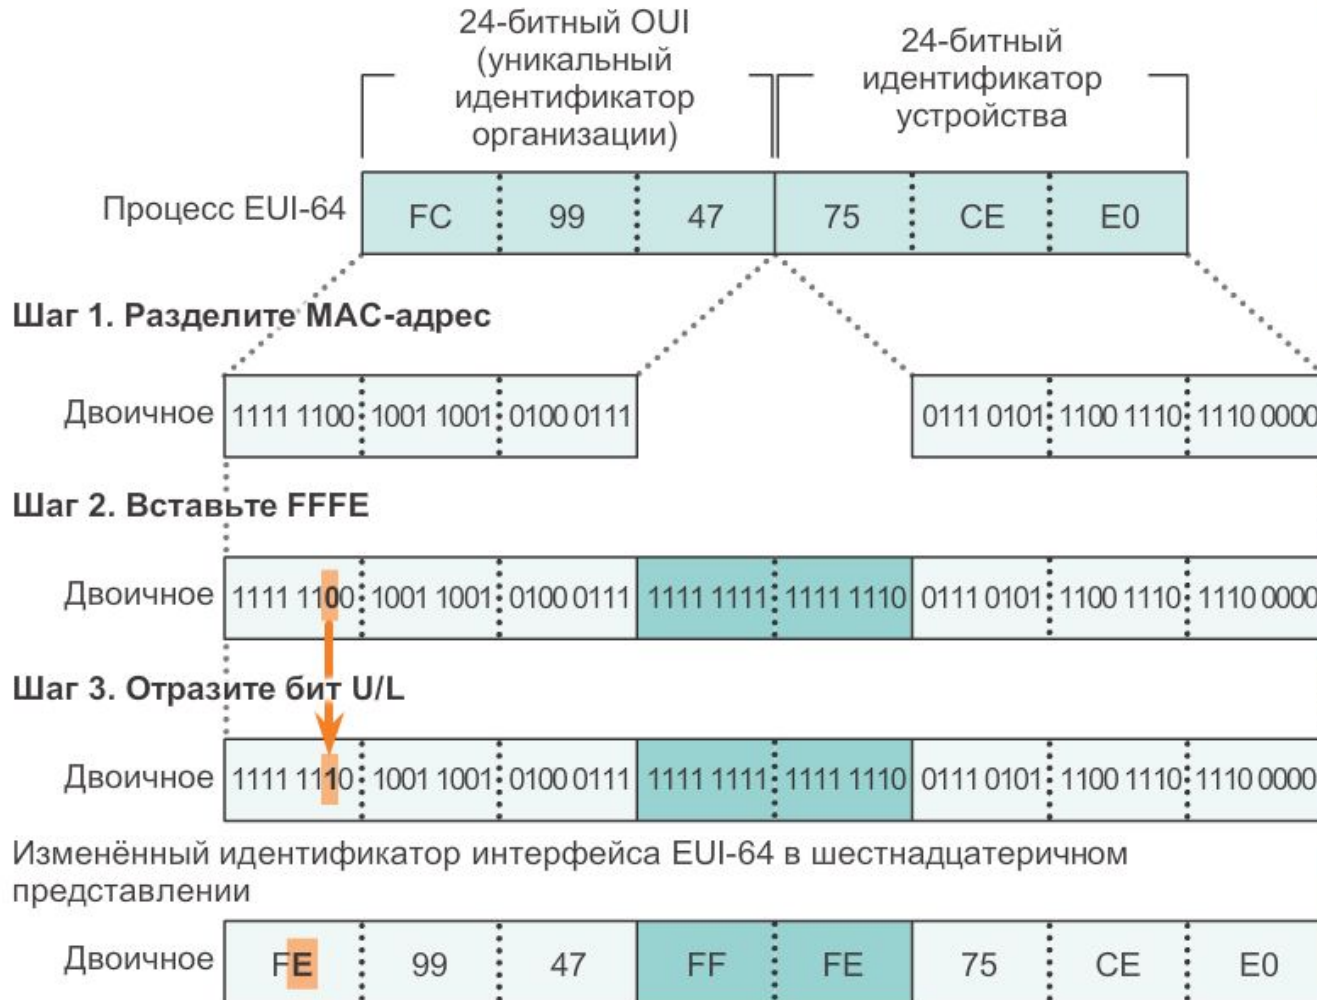 24-битный OUI
(уникальный
идентификатор
организации)
24-битный
идентификатор
устройства
Процесс EUI-64 FC 99 47 75 CE E0
Шаг 1. Разделите MAC-адрес
Двоичное 1111 1100 1001 1001 0100 0111 0111 0101 1100 1110 1110 0000
Шаг 2. Вставьте FFFE
Двоичное 1111 1100 1001 1001 0100 0111 1111 1111 1111 1110 0111 0101 1100 1110 1110 0000
Шаг 3. Отразите бит U/L
Двоичное 1111 1110 1001 1001 0100 0111 1111 1111 1111 1110 0111 0101 1100 1110 1110 0000
Изменённый идентификатор интерфейса EUI-64 в шестнадцатеричном
представлении
Двоичное FE 99 47 FF FE 75 CE E0